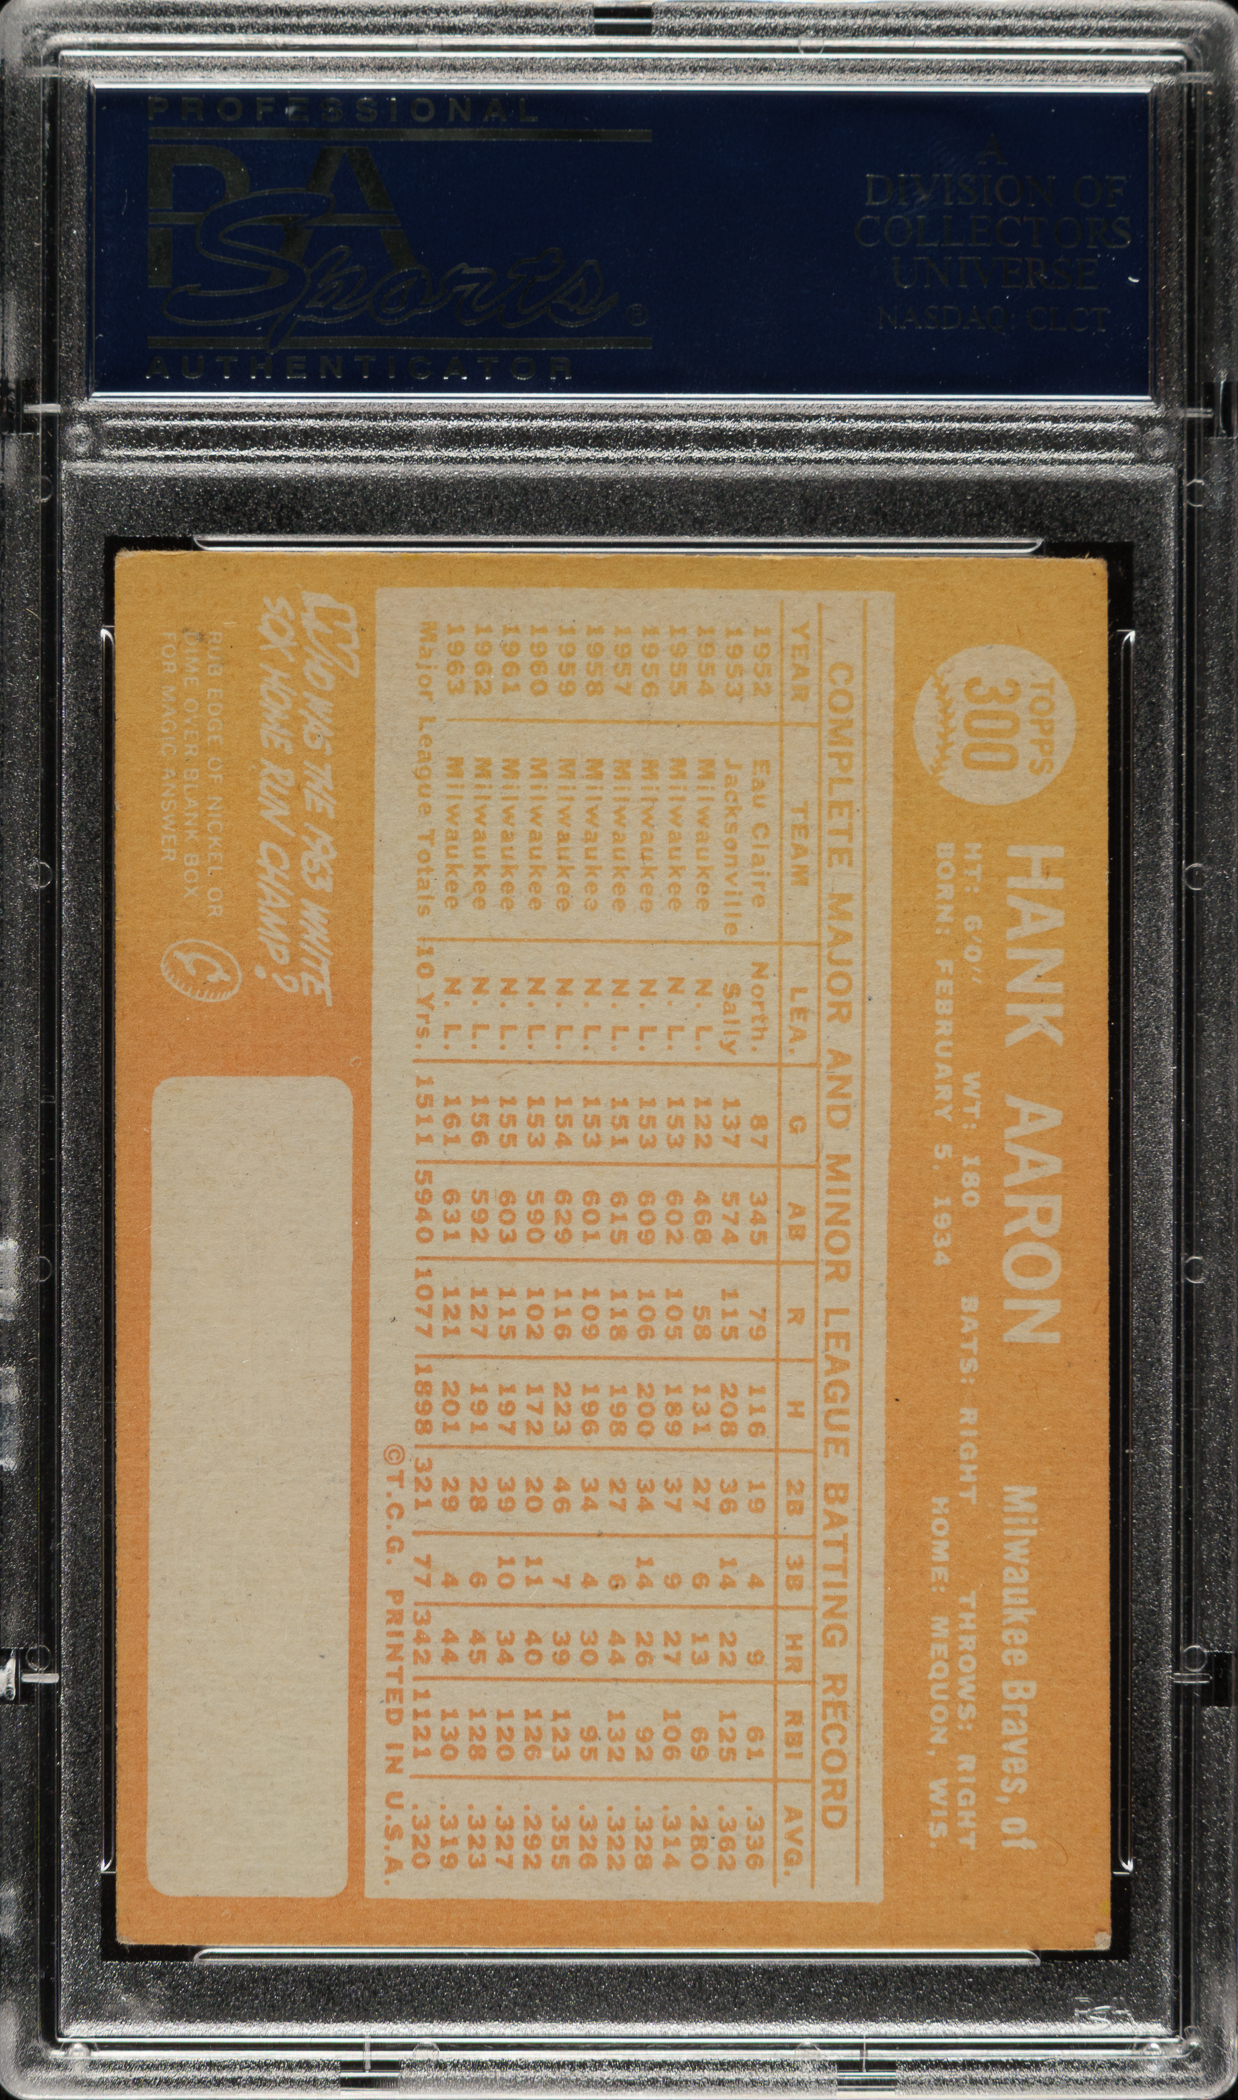 PROFESSIONAL
PSA
Sports®
AUTHENTICATOR
A
DIVISION OF
COLLECTORS
UNIVERSE
NASDAQ: CLCT
TOPPS
300
HANK AARON
Milwaukee Braves, of
HT: 6'0" WT: 180 BATS: RIGHT THROWS: RIGHT
BORN: FEBRUARY 5, 1934 HOME: MEQUON, WIS.
COMPLETE MAJOR AND MINOR LEAGUE BATTING RECORD
YEAR TEAM LEA. G AB R H 2B 3B HR RBI AVG.
1952 Eau Claire North. 87 345 79 116 19 4 9 61 .336
1953 Jacksonville Sally 137 574 115 208 36 14 22 125 .362
1954 Milwaukee N. L. 122 468 58 131 27 6 13 69 .280
1955 Milwaukee N. L. 153 602 105 189 37 9 27 106 .314
1956 Milwaukee N. L. 153 609 106 200 34 14 26 92 .328
1957 Milwaukee N. L. 151 615 118 198 27 6 44 132 .322
1958 Milwaukee N. L. 153 601 109 196 34 4 30 95 .326
1959 Milwaukee N. L. 154 629 116 223 46 7 39 123 .355
1960 Milwaukee N. L. 153 590 102 172 20 11 40 126 .292
1961 Milwaukee N. L. 155 603 115 197 39 10 34 120 .327
1962 Milwaukee N. L. 156 592 127 191 28 6 45 128 .323
1963 Milwaukee N. L. 161 631 121 201 29 4 44 130 .319
Major League Totals 10 Yrs. 1511 5940 1077 1898 321 77 342 1121 .320
©T.C.G. PRINTED IN U.S.A.
WHO WAS THE 1963 WHITE
SOX HOME RUN CHAMP?
RUB EDGE OF NICKEL OR
DIME OVER BLANK BOX
FOR MAGIC ANSWER
PSA